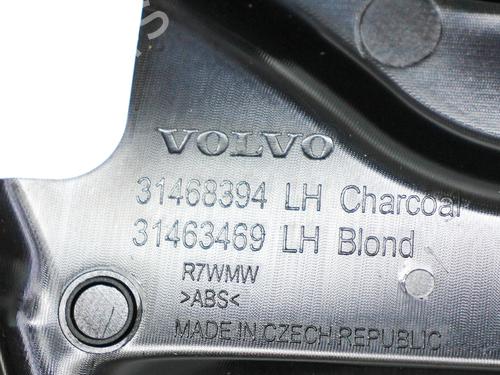 VOLVO
31468394 LH Charcoal
31463469 LH Blond
R7WMW
>ABS<
MADE IN CZECH REPUBLIC